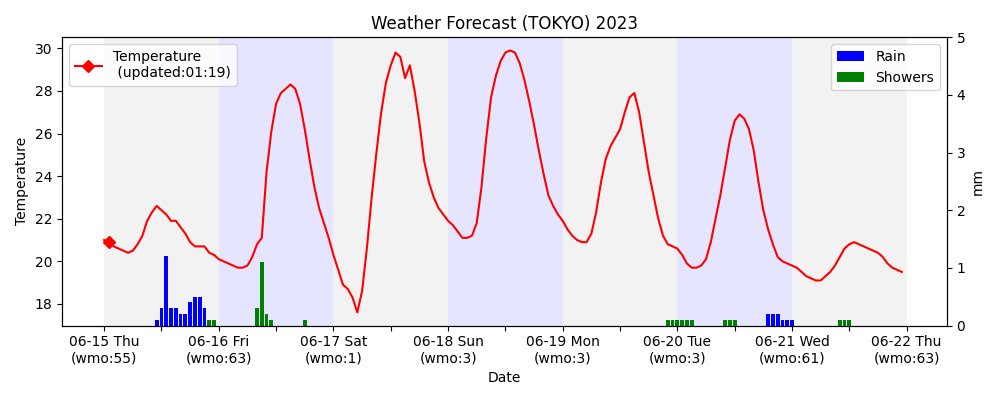 Weather Forecast (TOKYO) 2023
Temperature
(updated:01:19)
Rain
Showers
Temperature
30
28
26
24
22
20
18
5
4
3
2
1
0
mm
06-15 Thu
(wmo:55)
06-16 Fri
(wmo:63)
06-17 Sat
(wmo:1)
06-18 Sun
(wmo:3)
06-19 Mon
(wmo:3)
06-20 Tue
(wmo:3)
06-21 Wed
(wmo:61)
06-22 Thu
(wmo:63)
Date